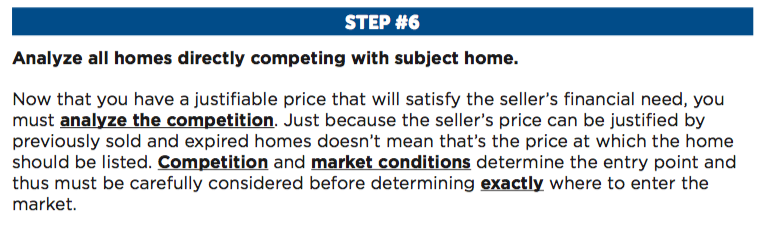 STEP #6
Analyze all homes directly competing with subject home.
Now that you have a justifiable price that will satisfy the seller’s financial need, you
must analyze the competition. Just because the seller’s price can be justified by
previously sold and expired homes doesn’t mean that’s the price at which the home
should be listed. Competition and market conditions determine the entry point and
thus must be carefully considered before determining exactly where to enter the
market.